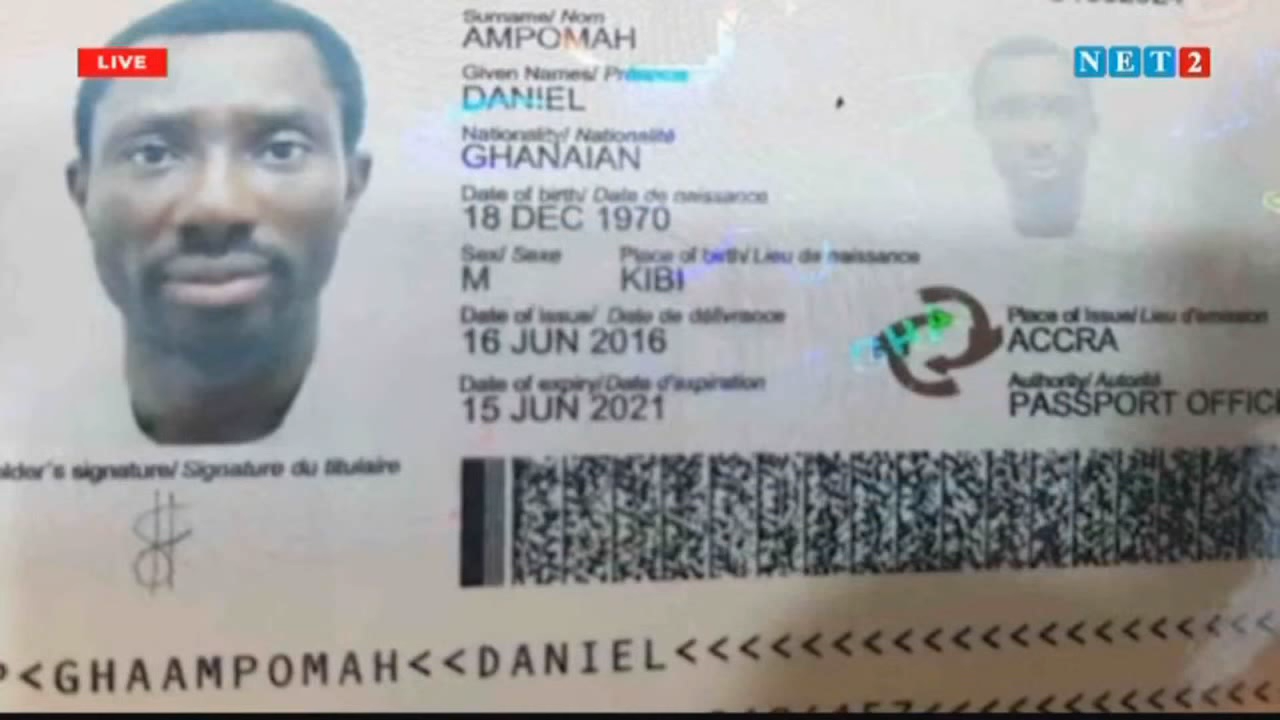 LIVE
NET2
Surname/ Nom
AMPOMAH
Given Names/ Prénoms
DANIEL
Nationality/ Nationalité
GHANAIAN
Date of birth/ Date de naissance
18 DEC 1970
Sex/ Sexe
M
Place of birth/ Lieu de naissance
KIBI
Date of issue/ Date de délivrance
16 JUN 2016
Place of Issue/ Lieu d'emission
ACCRA
Date of expiry/Date d'expiration
15 JUN 2021
Authority/ Autorité
PASSPORT OFFIC
older's signature/ Signature du titulaire
P<GHAAMPOMAH<<DANIEL<<<<<<<<<<<<<<<<<<<